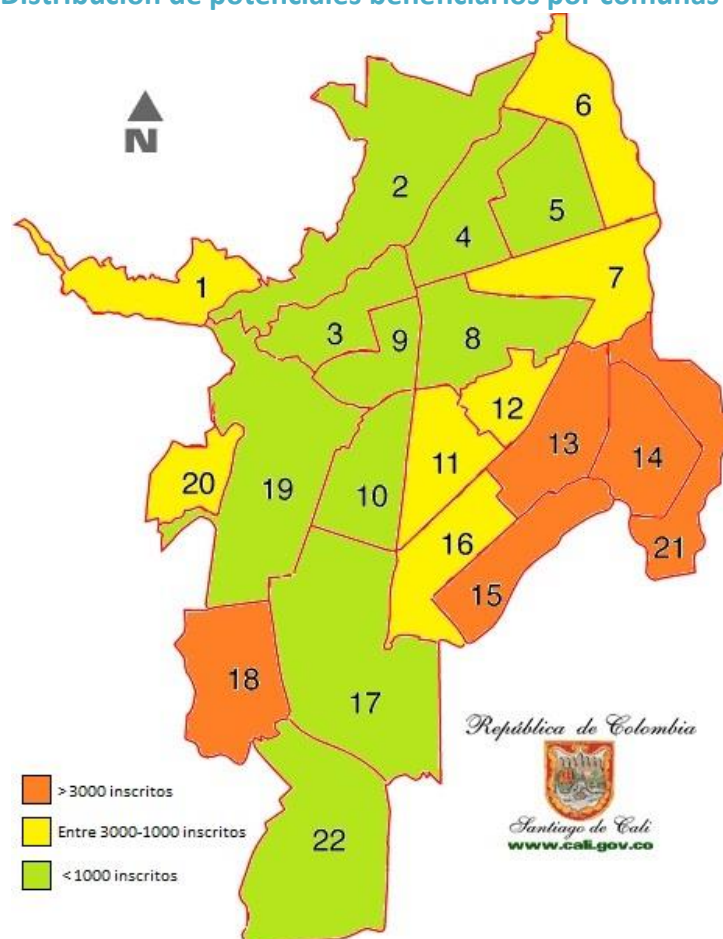 Distribución de potenciales beneficiarios por comunas
N
6
2
5
4
1
7
3
9
8
12
13
14
11
20
19
10
16
21
15
18
17
República de Colombia
Santiago de Cali
www.cali.gov.co
>3000 inscritos
Entre 3000-1000 inscritos
<1000 inscritos
22